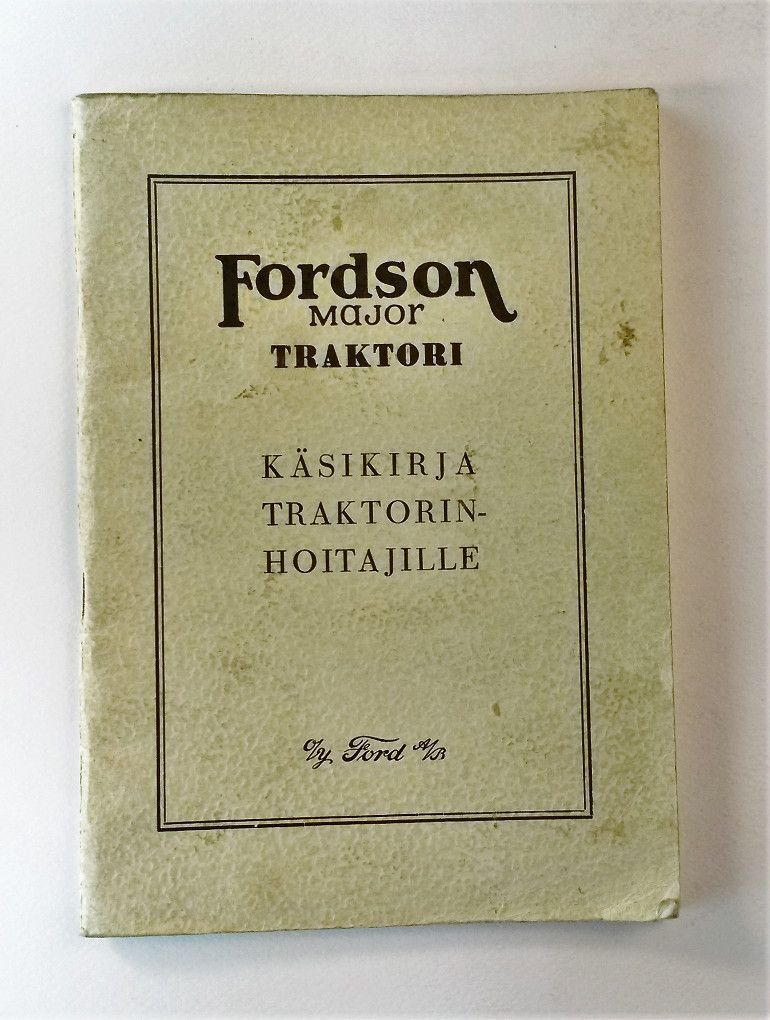 Fordson
MAJOR
TRAKTORI
KÄSIKIRJA
TRAKTORIN-
HOITAJILLE
O/y Ford A/B